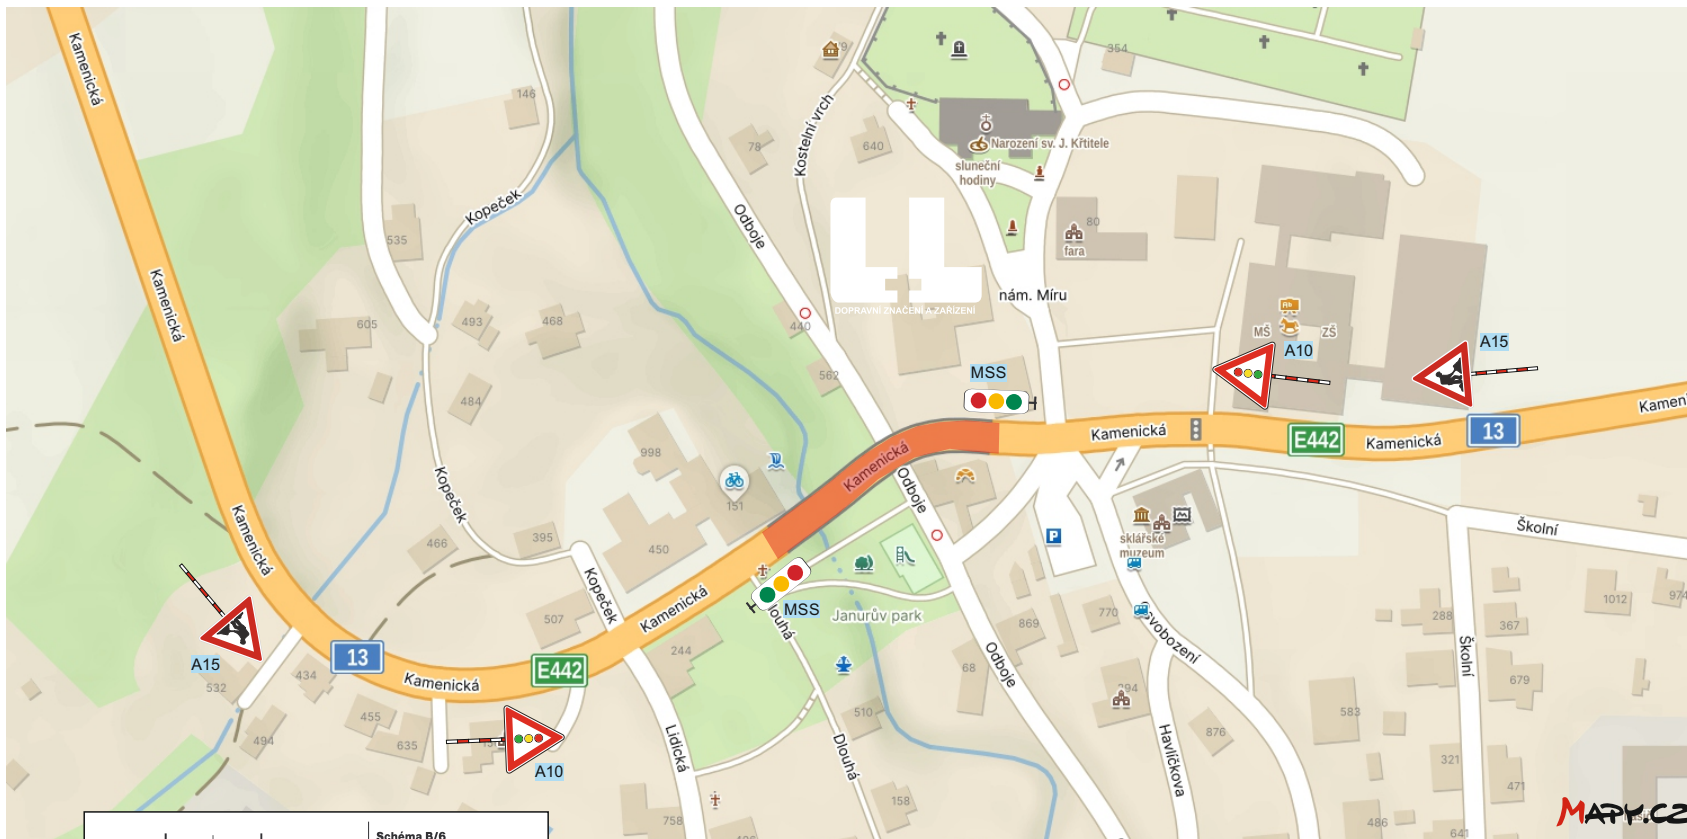 Kamenická
146
Kopeček
535
78
Kostelní vrch
640
354
Narození sv. J. Křtitele
sluneční
hodiny
Odboje
80
fara
Kamenická
605
493
468
440
nám. Míru
DOPRAVNÍ ZNAČENÍ A ZAŘÍZENÍ
MŠ
ZŠ
A10
A15
484
562
MSS
Kamenická
E442
Kamenická
13
998
Kamenická
Odboje
151
Kopeček
Kamenická
466
395
450
P
sklářské
muzeum
Školní
Kopeček
Kamenická
507
MSS
Dlouhá
Janurův park
869
770
Osvobození
288
1012
367
A15
532
13
434
Kamenická
E442
244
68
Odboje
Školní
679
455
494
635
A10
Lidická
510
Dlouhá
876
Havlíčkova
583
321
471
158
758
486
641
Schéma B/6
MAPY.CZ